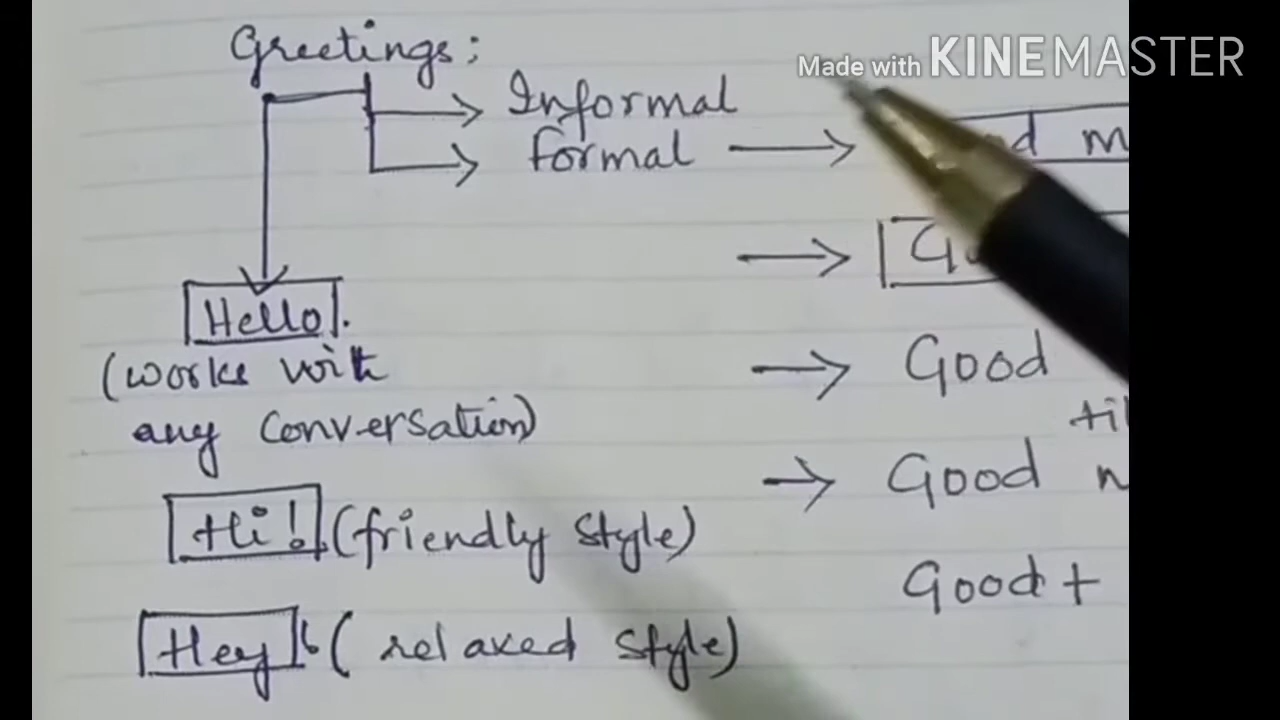 Greetings:
Made with KINEMASTER
Informal
formal
Hello.
(works with
any conversation)
Good
Good
Hi! (friendly style)
Good +
Hey! (relaxed style)